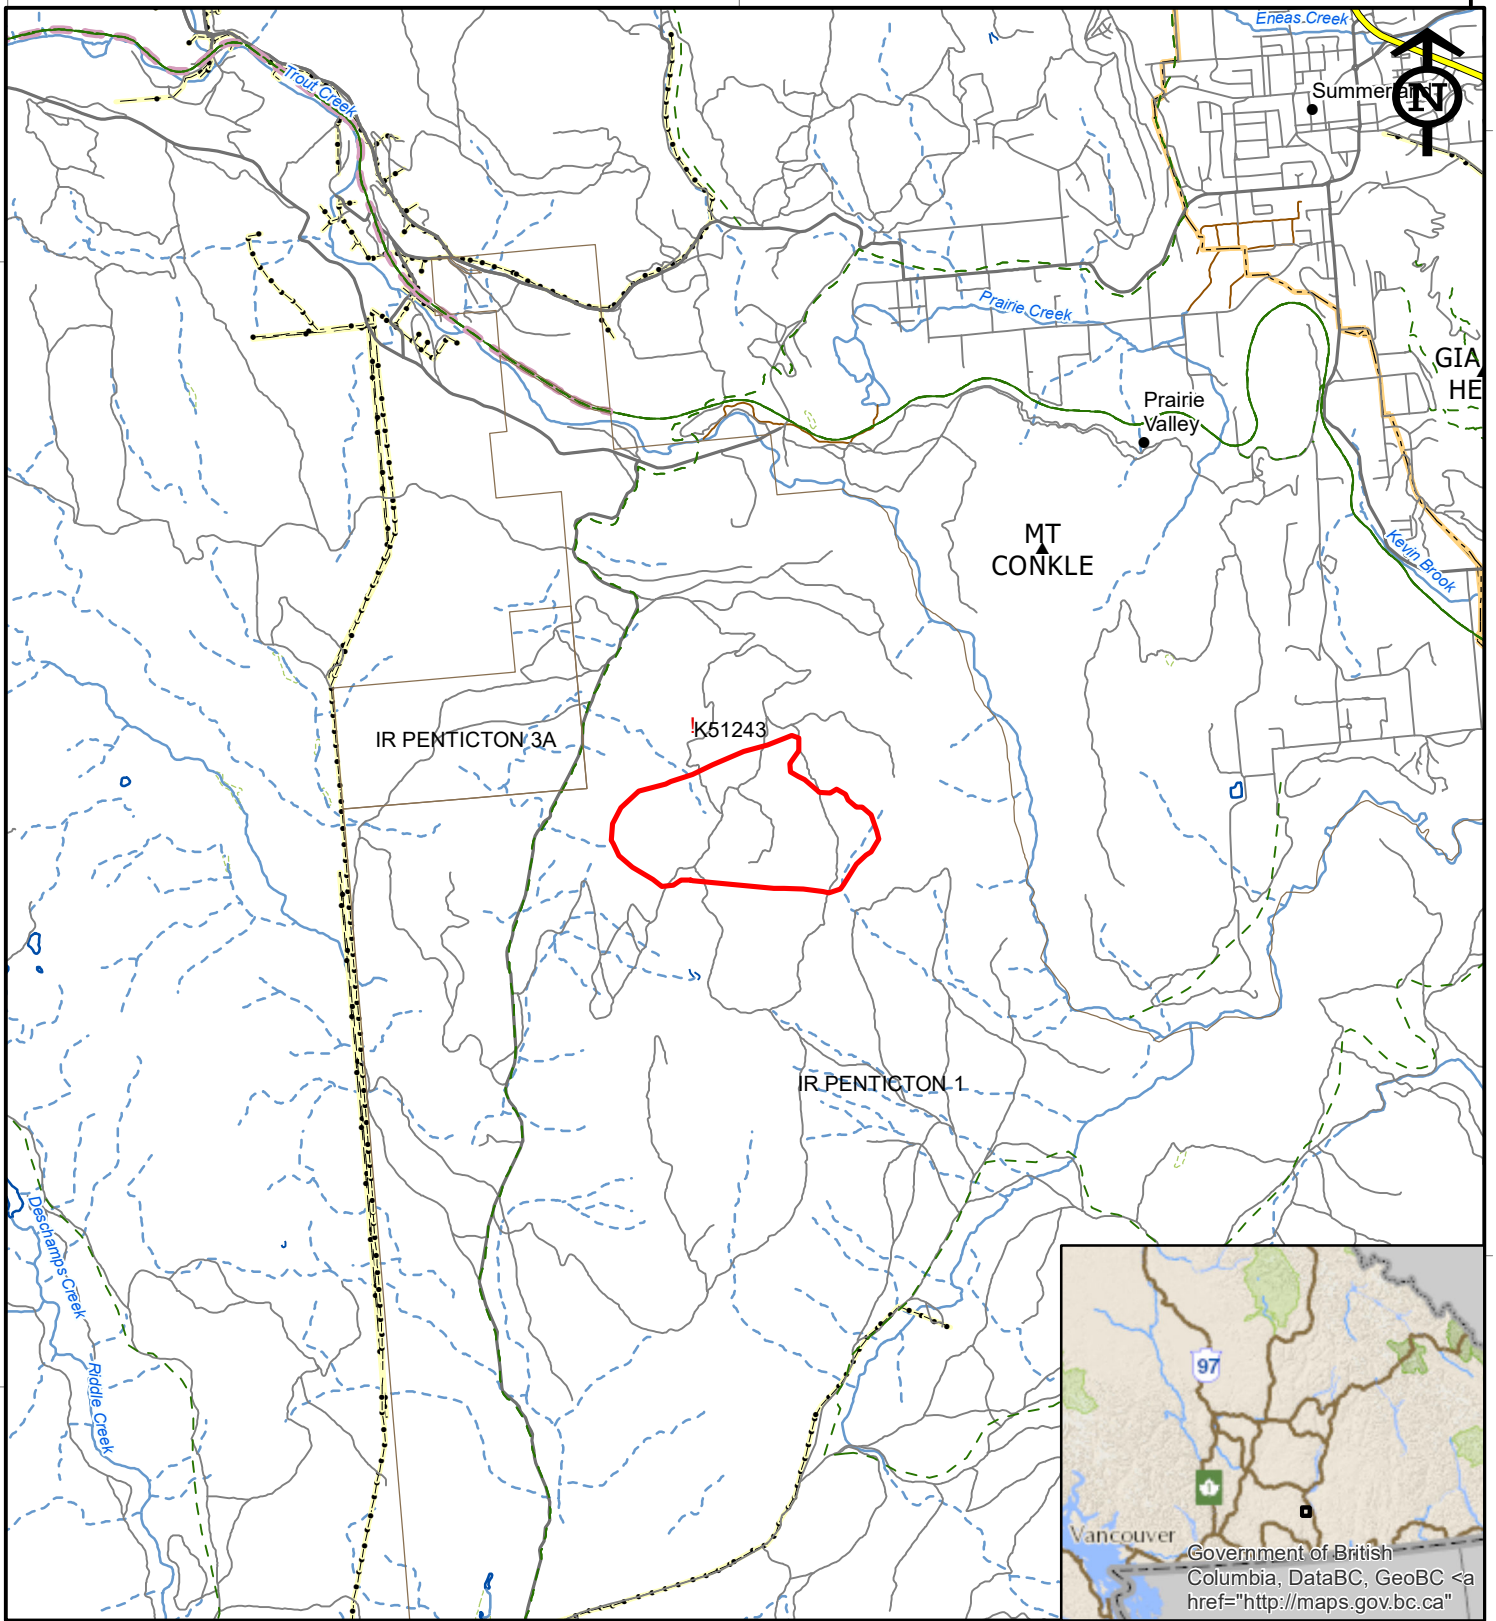 Eneas Creek
Summerland
N
Trout Creek
Prairie Creek
GIA
HE
Prairie
Valley
MT
CONKLE
Kevin Brook
!K51243
IR PENTICTON 3A
IR PENTICTON 1
Deschamps Creek
Riddle Creek
97
1
Vancouver
Government of British
Columbia, DataBC, GeoBC <a
href="http://maps.gov.bc.ca"